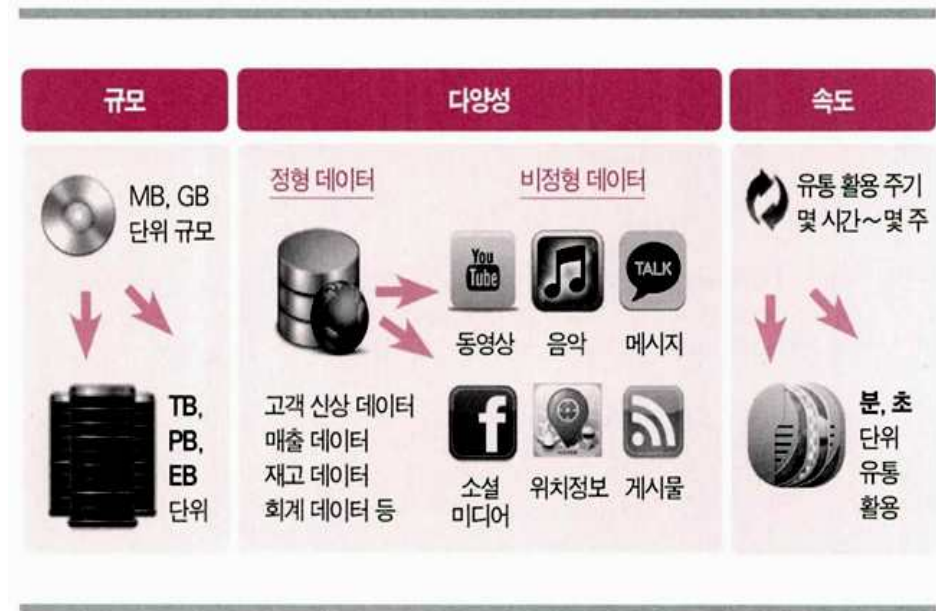 규모
MB, GB
단위 규모
TB,
PB,
EB
단위
다양성
정형 데이터
고객 신상 데이터
매출 데이터
재고 데이터
회계 데이터 등
비정형 데이터
You
Tube
TALK
동영상
음악
메시지
f
소셜
미디어
위치정보
게시물
속도
유통 활용 주기
몇 시간~몇 주
분, 초
단위
유통
활용